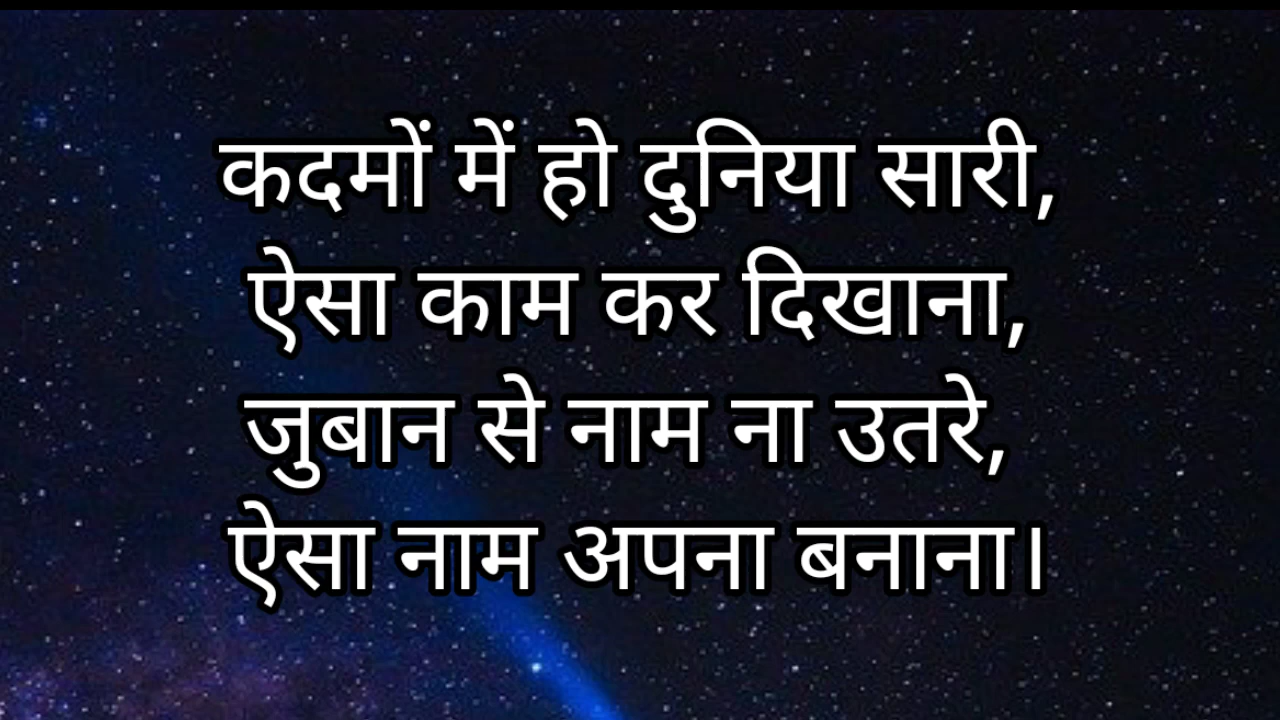 कदमों में हो दुनिया सारी,
ऐसा काम कर दिखाना,
जुबान से नाम ना उतरे,
ऐसा नाम अपना बनाना।